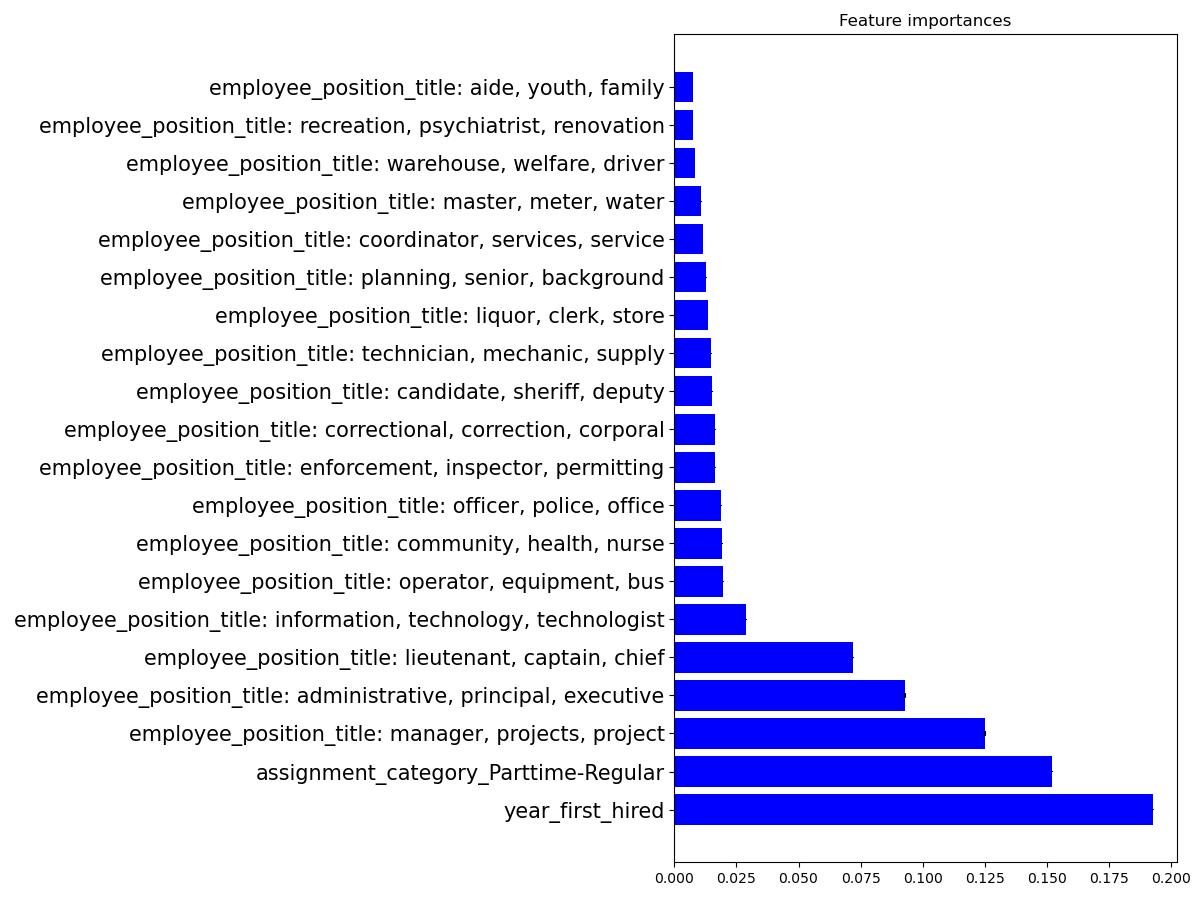 Feature importances
employee_position_title: aide, youth, family
employee_position_title: recreation, psychiatrist, renovation
employee_position_title: warehouse, welfare, driver
employee_position_title: master, meter, water
employee_position_title: coordinator, services, service
employee_position_title: planning, senior, background
employee_position_title: liquor, clerk, store
employee_position_title: technician, mechanic, supply
employee_position_title: candidate, sheriff, deputy
employee_position_title: correctional, correction, corporal
employee_position_title: enforcement, inspector, permitting
employee_position_title: officer, police, office
employee_position_title: community, health, nurse
employee_position_title: operator, equipment, bus
employee_position_title: information, technology, technologist
employee_position_title: lieutenant, captain, chief
employee_position_title: administrative, principal, executive
employee_position_title: manager, projects, project
assignment_category_Parttime-Regular
year_first_hired
0.000 0.025 0.050 0.075 0.100 0.125 0.150 0.175 0.200